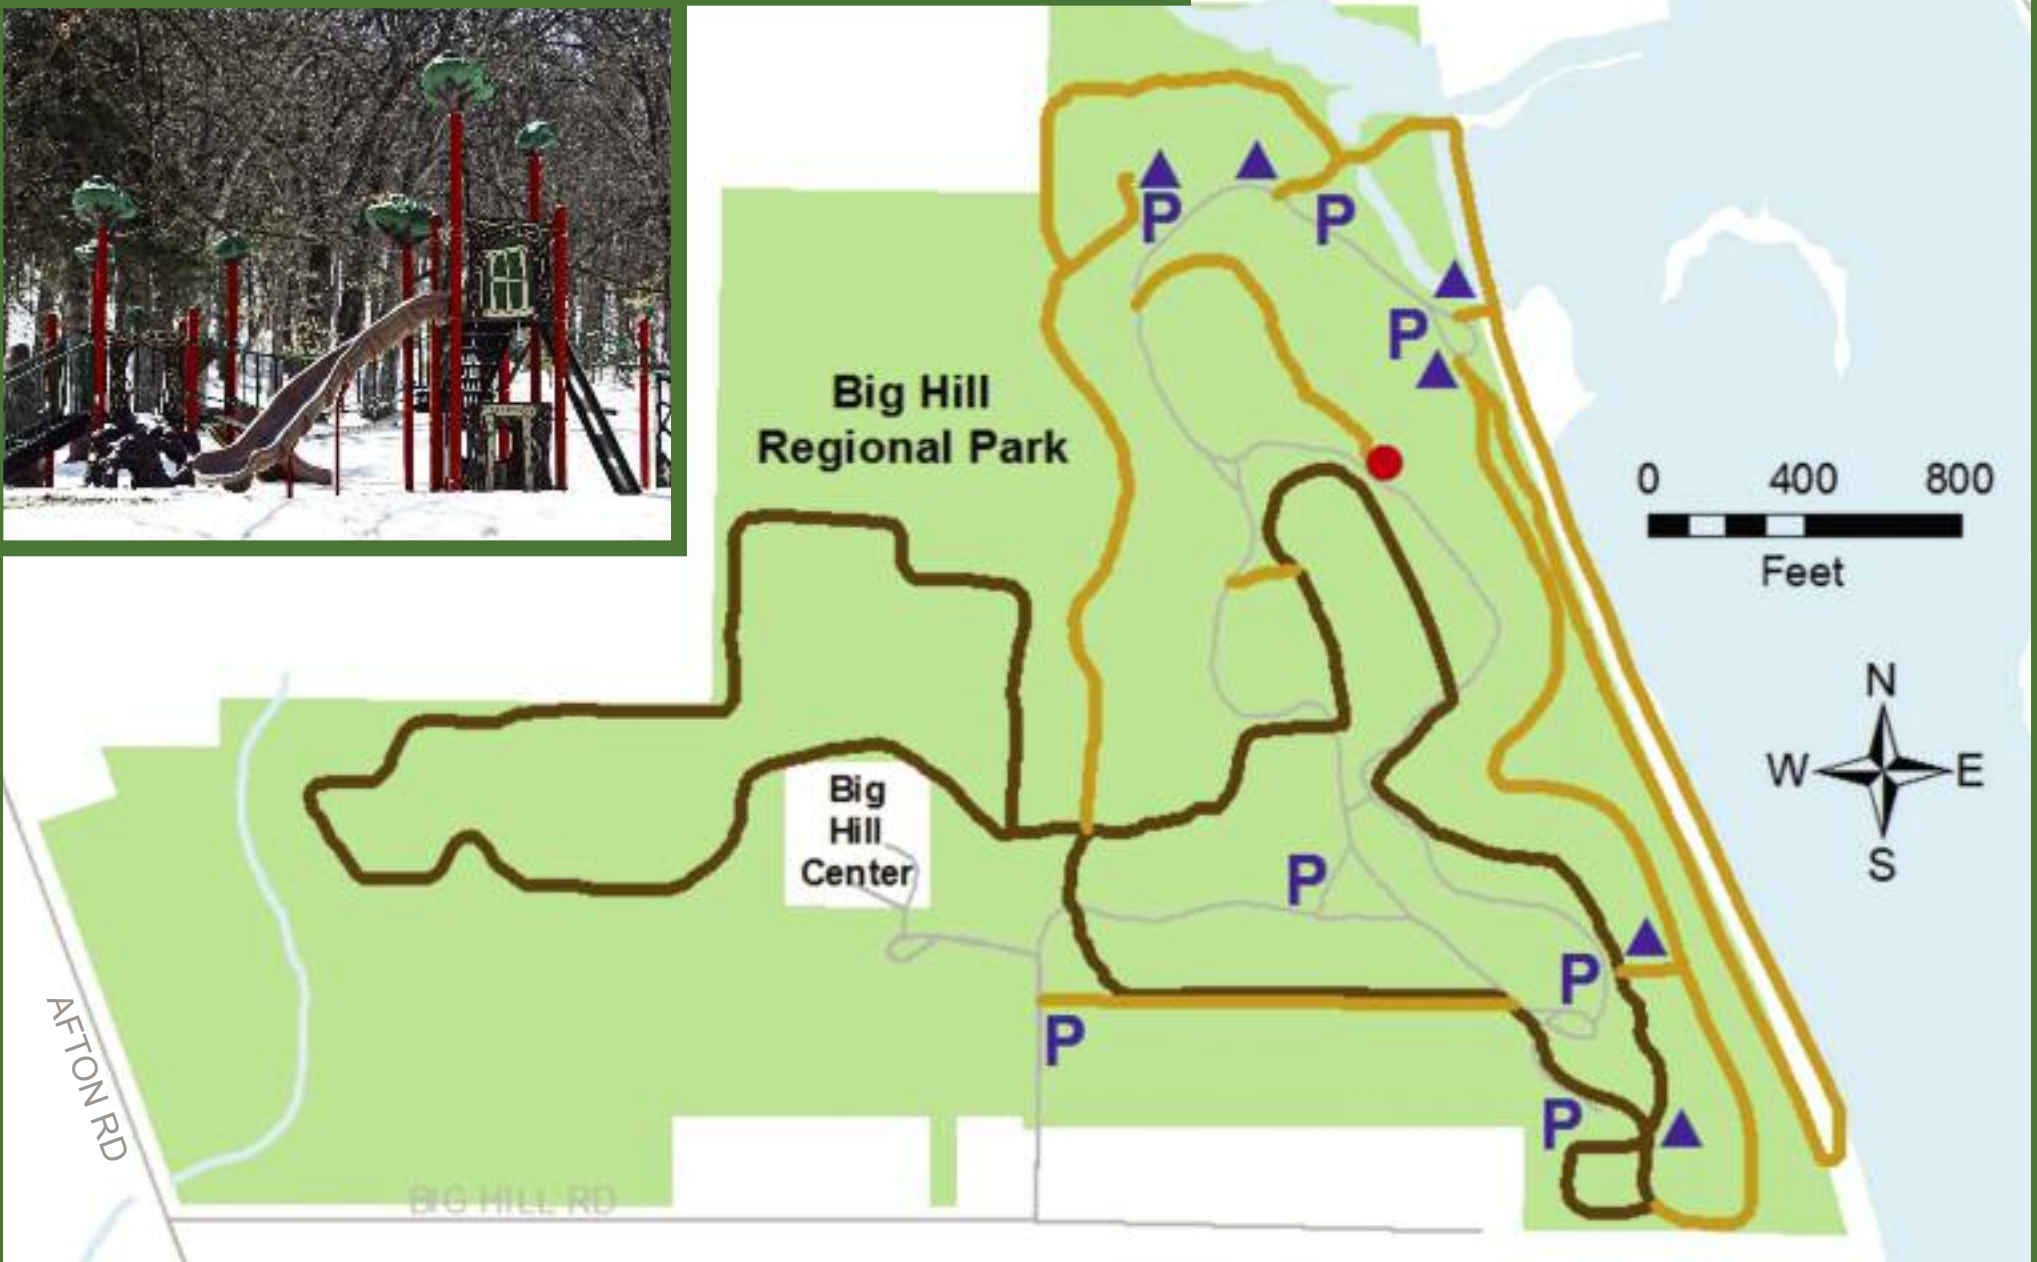 P
P
P
Big Hill
Regional Park
0 400 800
Feet
N
W E
S
Big
Hill
Center
P
P
P
P
AFTON RD
BIG HILL RD